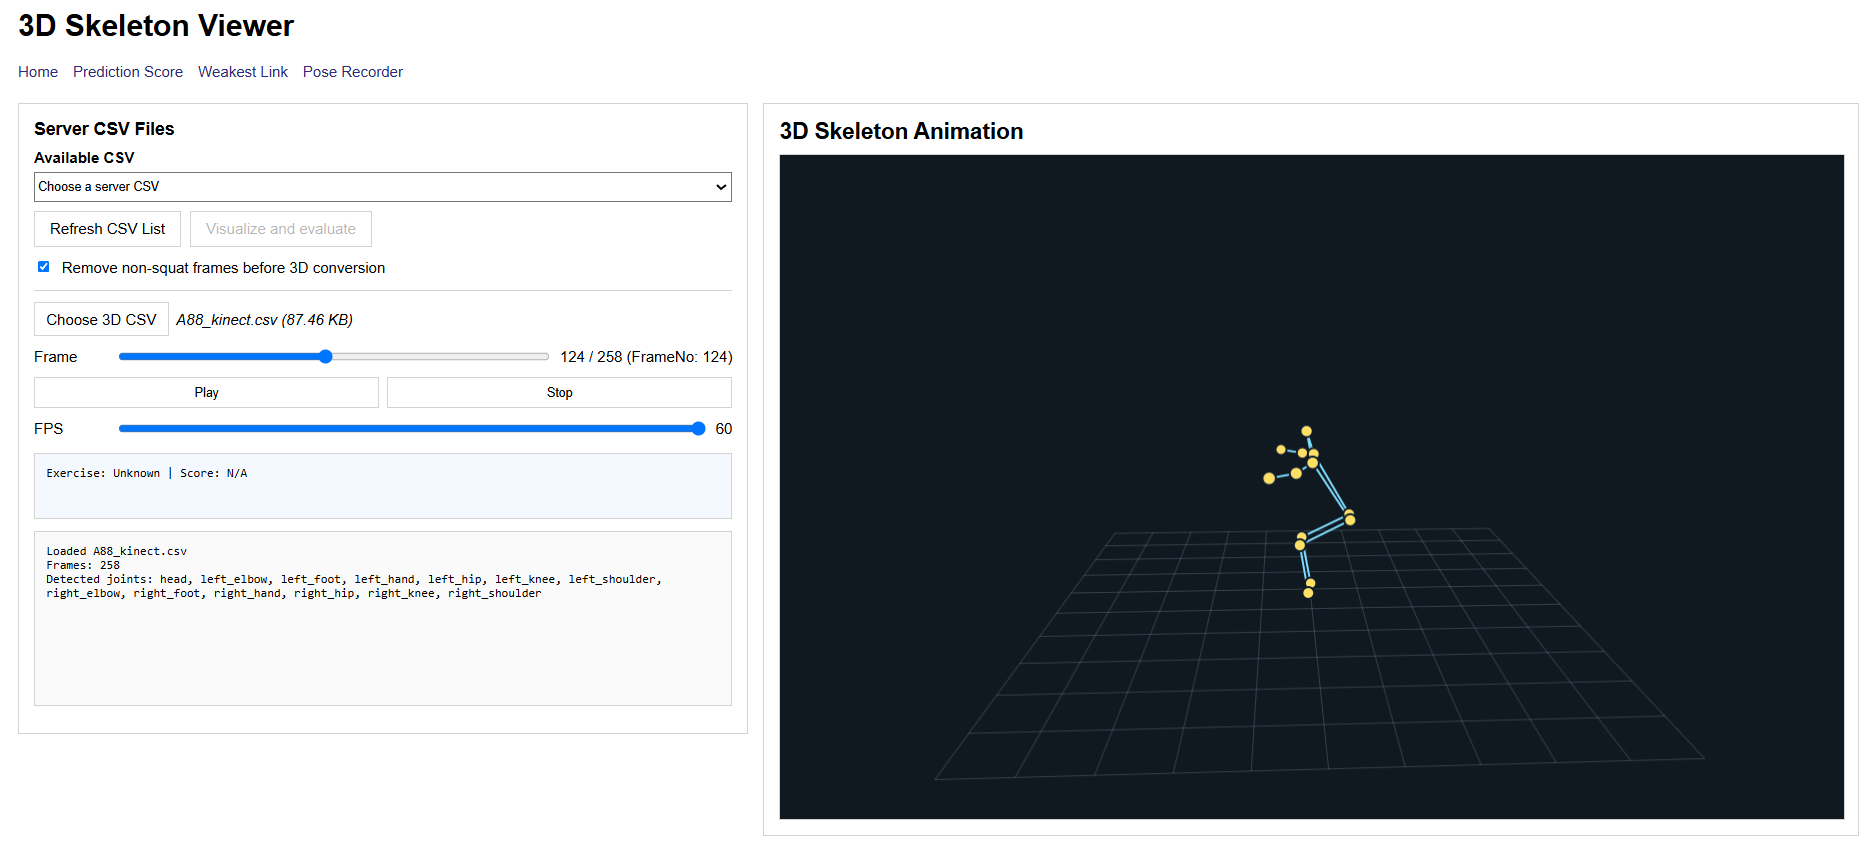 3D Skeleton Viewer
Home Prediction Score Weakest Link Pose Recorder
Server CSV Files
Available CSV
Choose a server CSV
Refresh CSV List Visualize and evaluate
Remove non-squat frames before 3D conversion
Choose 3D CSV A88_kinect.csv (87.46 KB)
Frame 124 / 258 (FrameNo: 124)
Play Stop
FPS 60
Exercise: Unknown | Score: N/A
Loaded A88_kinect.csv
Frames: 258
Detected joints: head, left_elbow, left_foot, left_hand, left_hip, left_knee, left_shoulder,
right_elbow, right_foot, right_hand, right_hip, right_knee, right_shoulder
3D Skeleton Animation